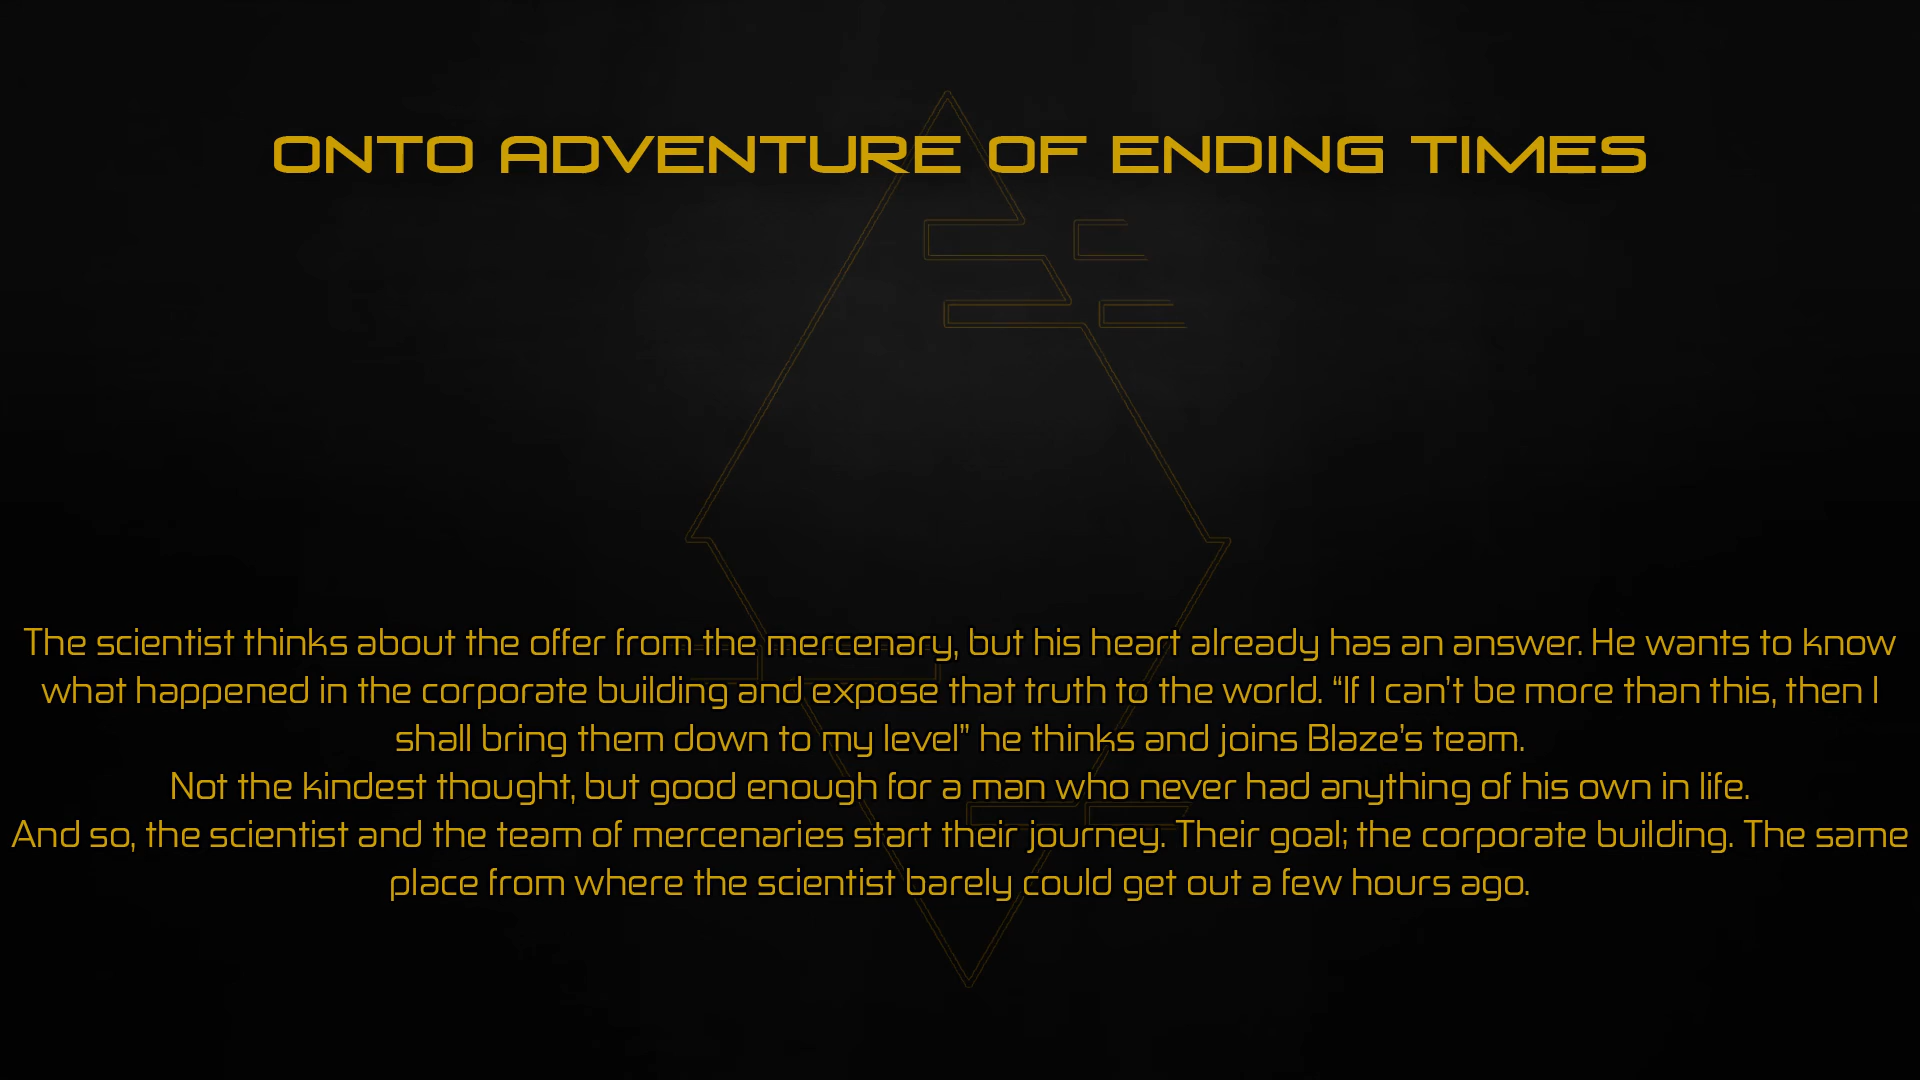 ONTO ADVENTURE OF ENDING TIMES
The scientist thinks about the offer from the mercenary, but his heart already has an answer. He wants to know
what happened in the corporate building and expose that truth to the world. “If I can’t be more than this, then I
shall bring them down to my level” he thinks and joins Blaze’s team.
Not the kindest thought, but good enough for a man who never had anything of his own in life.
And so, the scientist and the team of mercenaries start their journey. Their goal; the corporate building. The same
place from where the scientist barely could get out a few hours ago.